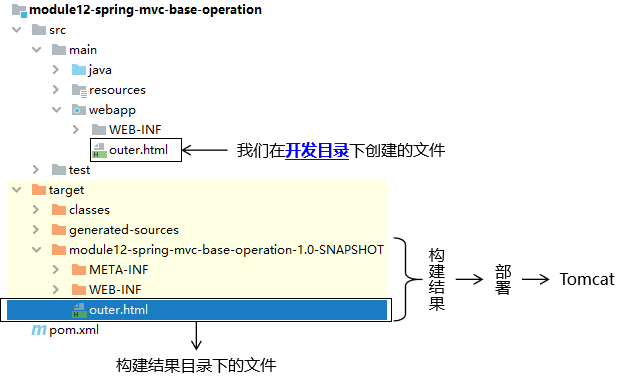 module12-spring-mvc-base-operation
src
main
java
resources
webapp
WEB-INF
outer.html
我们在开发目录下创建的文件
test
target
classes
generated-sources
module12-spring-mvc-base-operation-1.0-SNAPSHOT
META-INF
WEB-INF
outer.html
构建结果
部署
Tomcat
pom.xml
构建结果目录下的文件